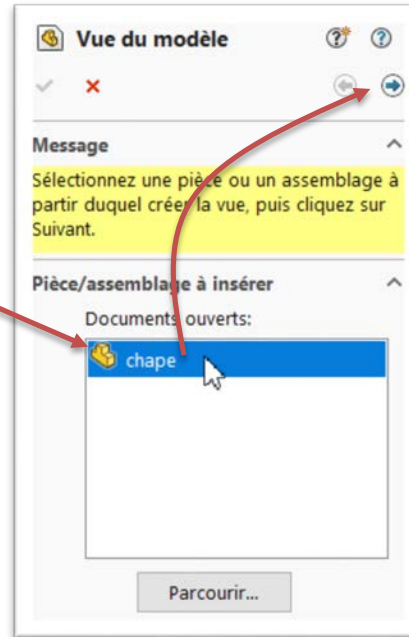 Vue du modèle
Message
Sélectionnez une pièce ou un assemblage à
partir duquel créer la vue, puis cliquez sur
Suivant.
Pièce/assemblage à insérer
Documents ouverts:
chape
Parcourir...